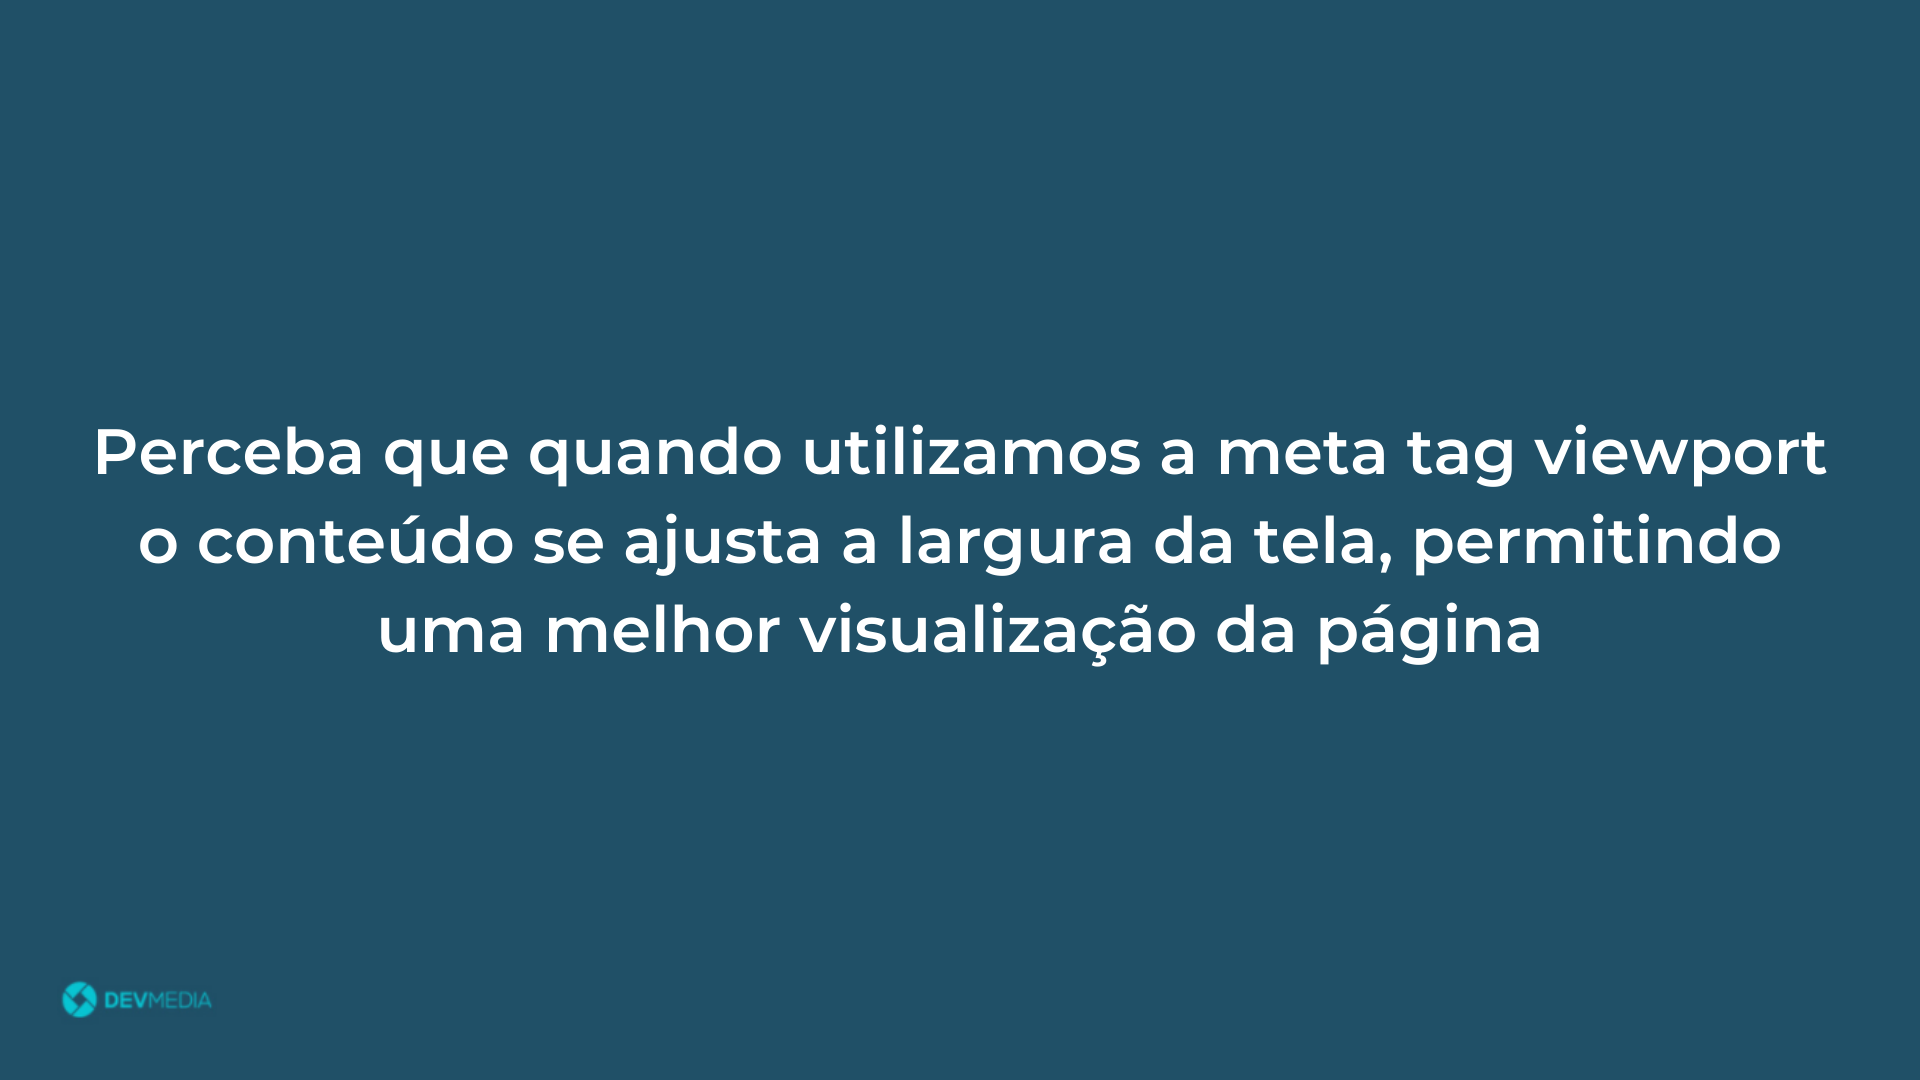 Perceba que quando utilizamos a meta tag viewport
o conteúdo se ajusta a largura da tela, permitindo
uma melhor visualização da página
DEVMEDIA